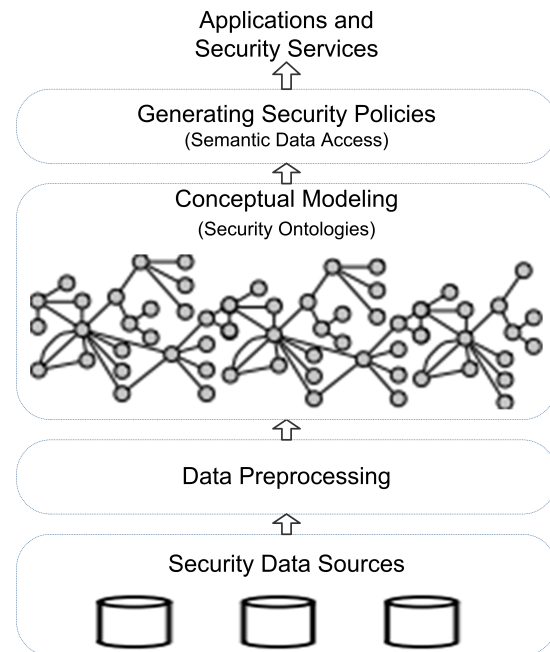 Applications and
Security Services
Generating Security Policies
(Semantic Data Access)
Conceptual Modeling
(Security Ontologies)
Data Preprocessing
Security Data Sources